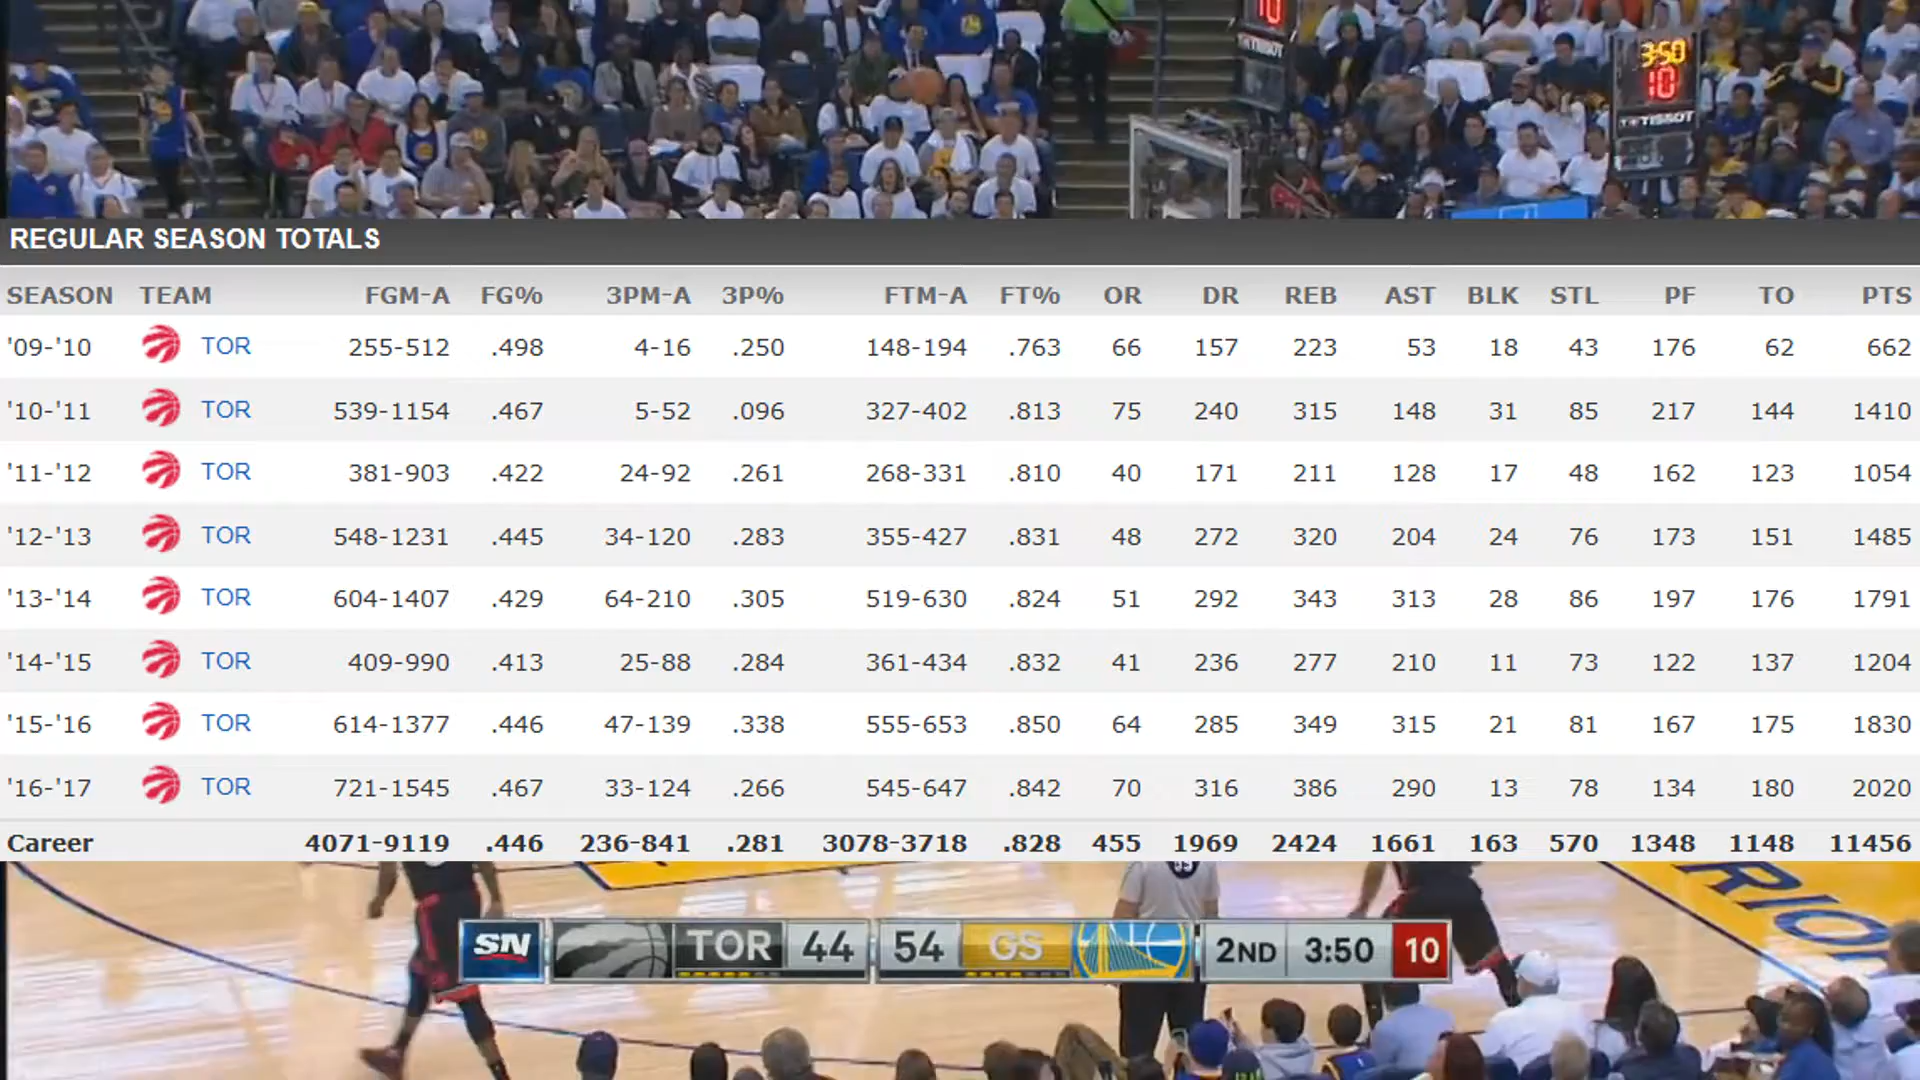 10
TISSOT
3:50
10
TISSOT
REGULAR SEASON TOTALS
SEASON TEAM FGM-A FG% 3PM-A 3P% FTM-A FT% OR DR REB AST BLK STL PF TO PTS
'09-'10 TOR 255-512 .498 4-16 .250 148-194 .763 66 157 223 53 18 43 176 62 662
'10-'11 TOR 539-1154 .467 5-52 .096 327-402 .813 75 240 315 148 31 85 217 144 1410
'11-'12 TOR 381-903 .422 24-92 .261 268-331 .810 40 171 211 128 17 48 162 123 1054
'12-'13 TOR 548-1231 .445 34-120 .283 355-427 .831 48 272 320 204 24 76 173 151 1485
'13-'14 TOR 604-1407 .429 64-210 .305 519-630 .824 51 292 343 313 28 86 197 176 1791
'14-'15 TOR 409-990 .413 25-88 .284 361-434 .832 41 236 277 210 11 73 122 137 1204
'15-'16 TOR 614-1377 .446 47-139 .338 555-653 .850 64 285 349 315 21 81 167 175 1830
'16-'17 TOR 721-1545 .467 33-124 .266 545-647 .842 70 316 386 290 13 78 134 180 2020
Career 4071-9119 .446 236-841 .281 3078-3718 .828 455 1969 2424 1661 163 570 1348 1148 11456
RIO
SN TOR 44 54 GS 2ND 3:50 10